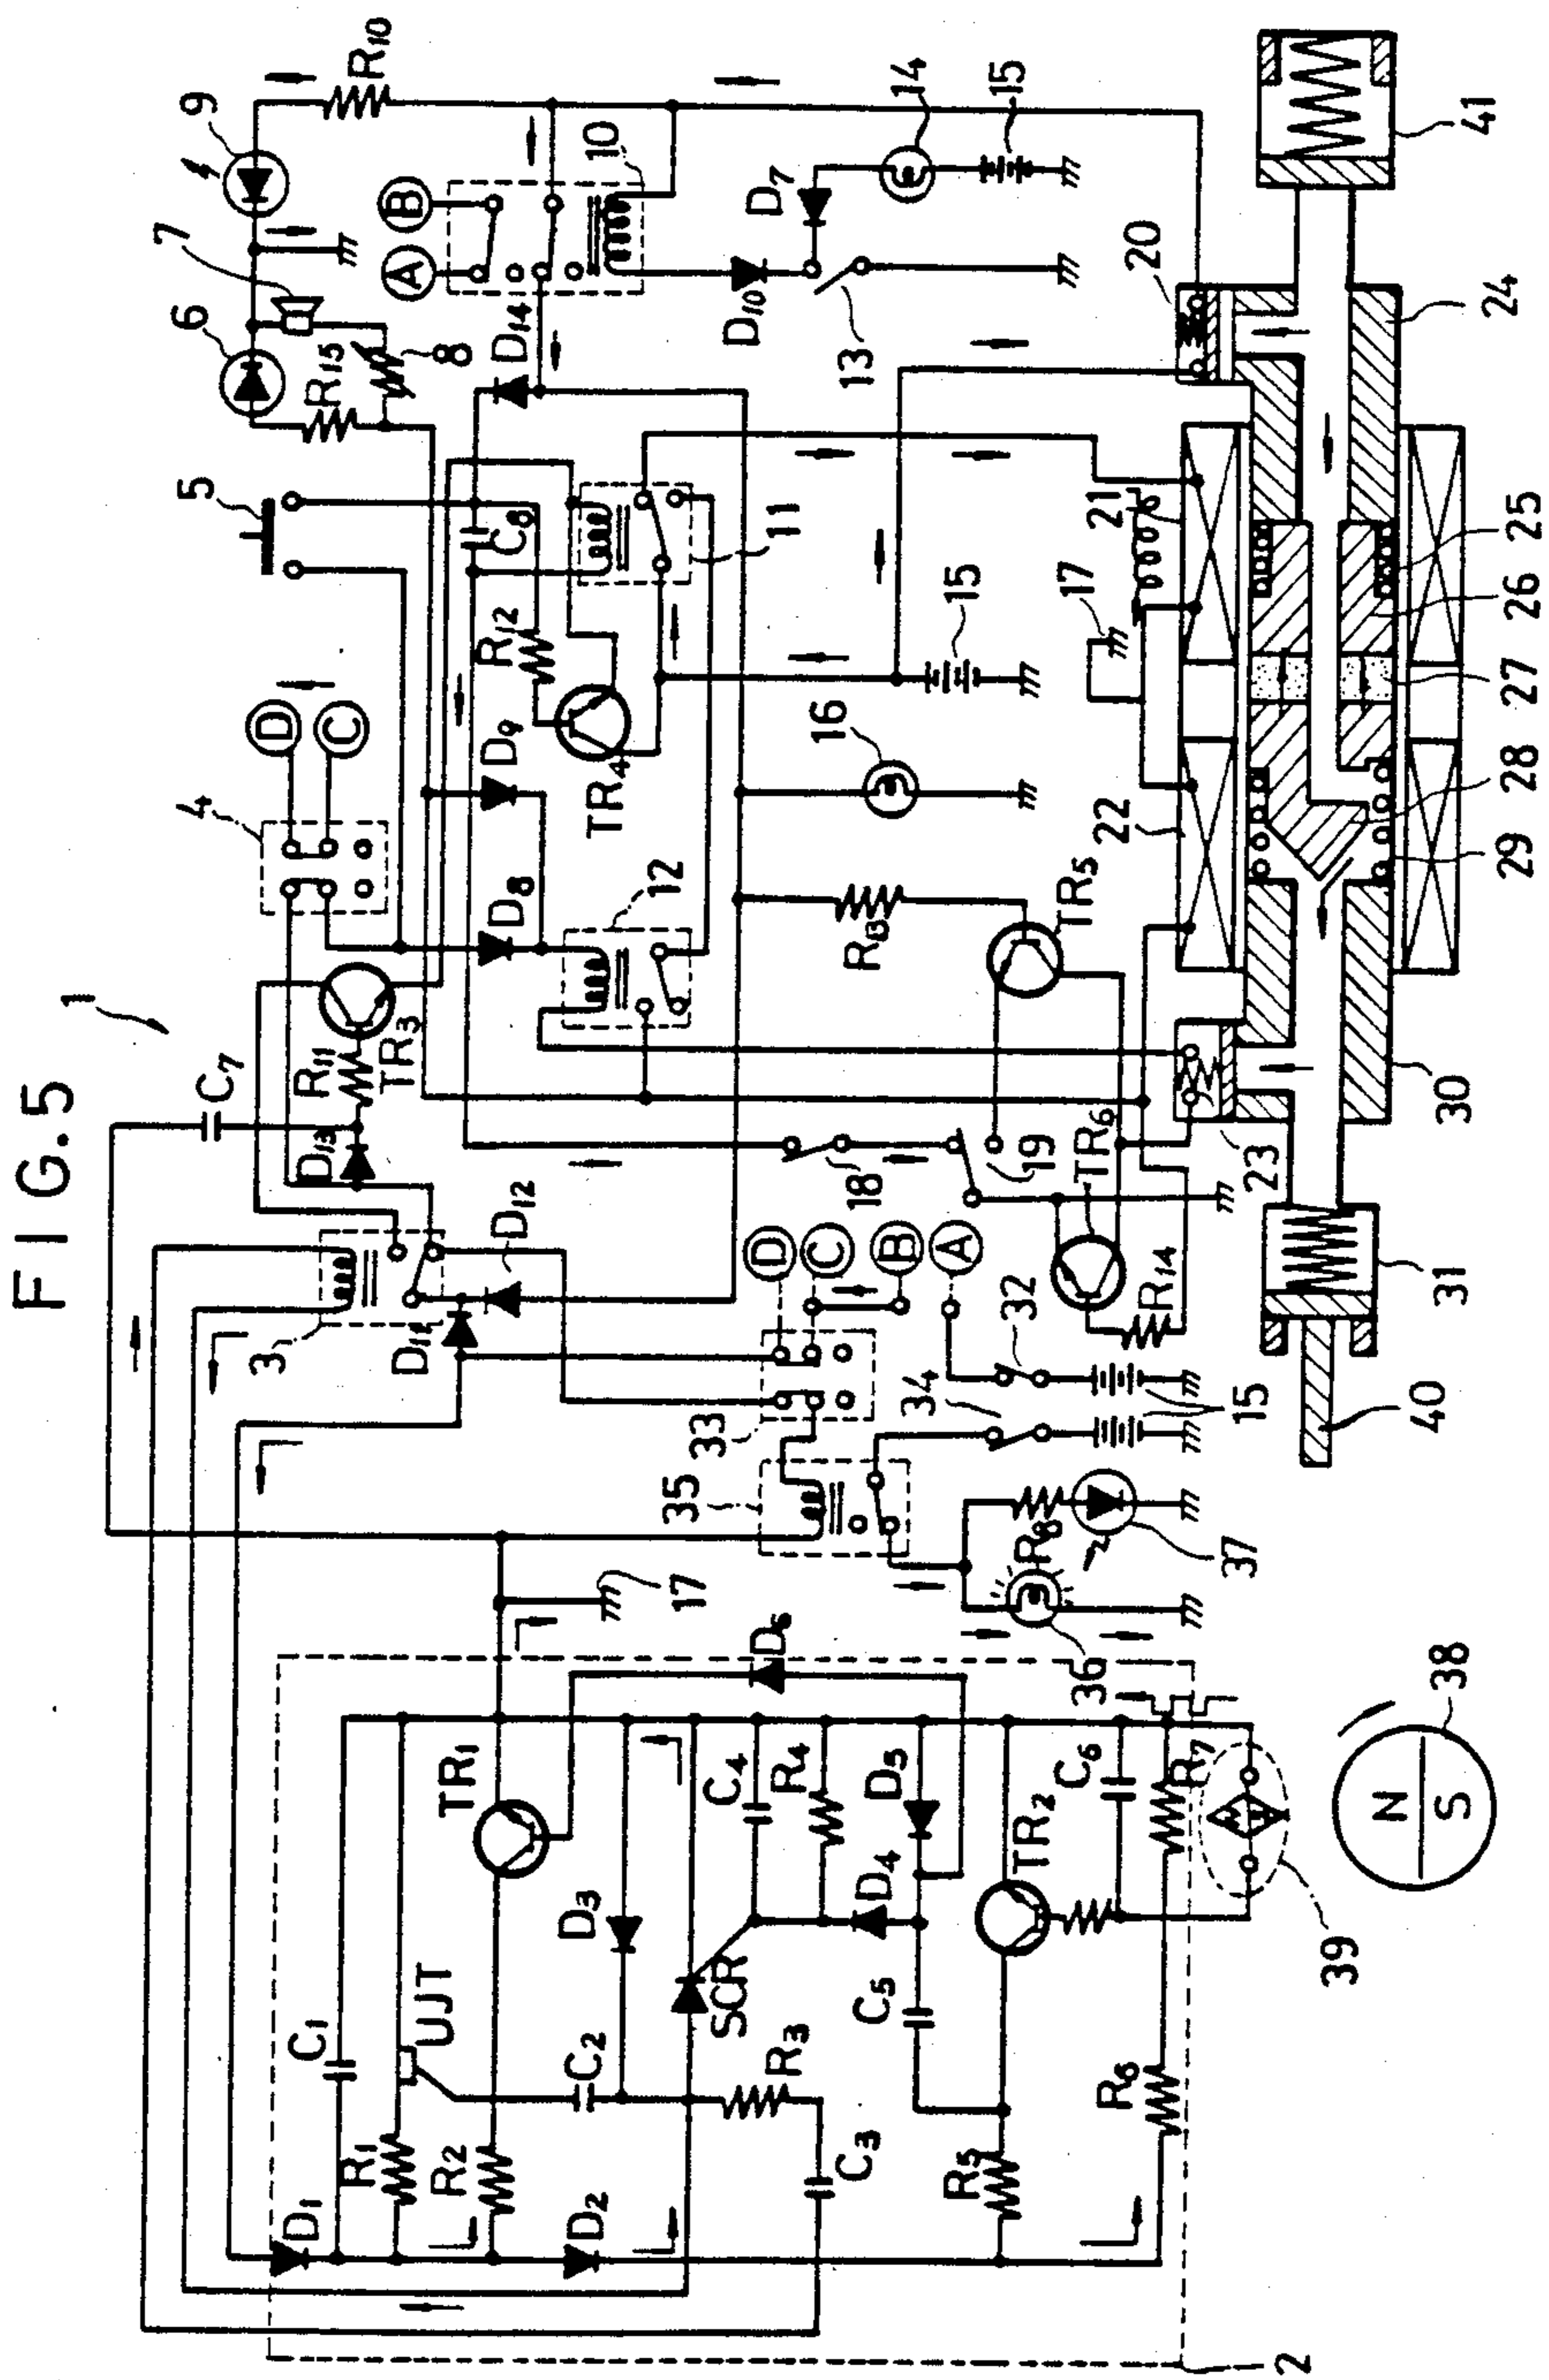 FIG.5
1
2
3
4
5
6
7
8
9
10
11
12
13
14
15
15
15
16
17
17
18
19
20
21
22
23
24
25
26
27
28
29
30
31
32
33
34
35
36
37
38
39
40
41
A
B
D
C
D
C
B
A
N
S
C1
C2
C3
C4
C5
C6
C7
C8
R1
R2
R3
R4
R5
R6
R7
R8
R10
R11
R12
R13
R14
R15
D1
D2
D3
D4
D5
D6
D7
D8
D9
D10
D11
D12
D13
D14
TR1
TR2
TR3
TR4
TR5
TR6
UJT
SCR